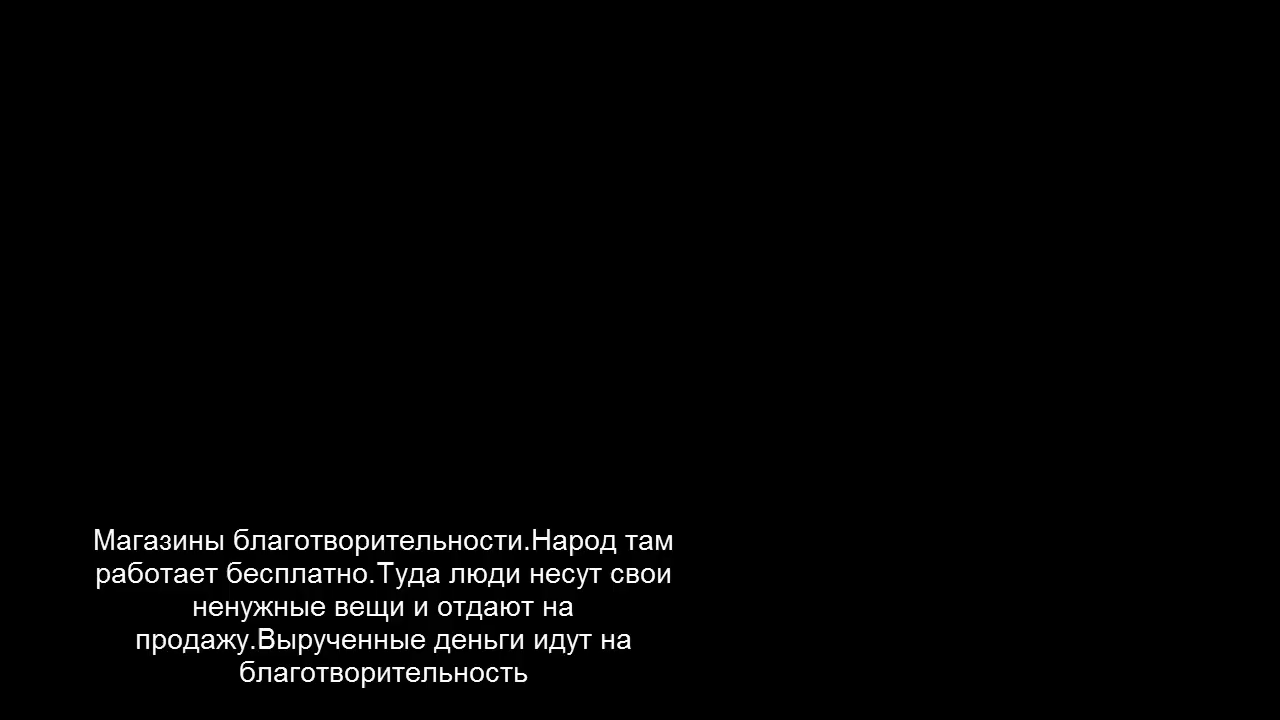 Магазины благотворительности.Народ там
работает бесплатно.Туда люди несут свои
ненужные вещи и отдают на
продажу.Вырученные деньги идут на
благотворительность